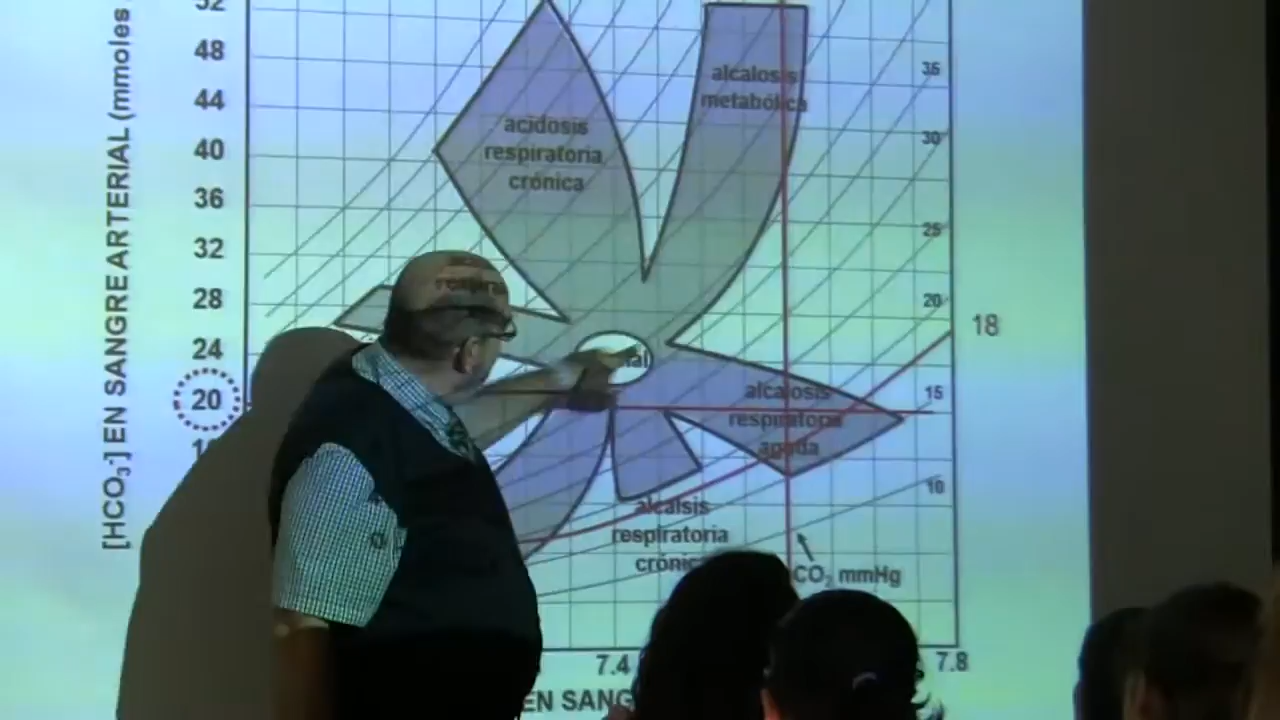 52
48
44
40
36
32
28
24
20
[HCO3-] EN SANGRE ARTERIAL (mmoles
acidosis
respiratoria
crónica
alcalosis
metabólica
35
30
25
20
18
15
10
alcalosis
respiratoria
aguda
alcalsis
respiratoria
crónica
CO2 mmHg
7.4
7.8
EN SANG